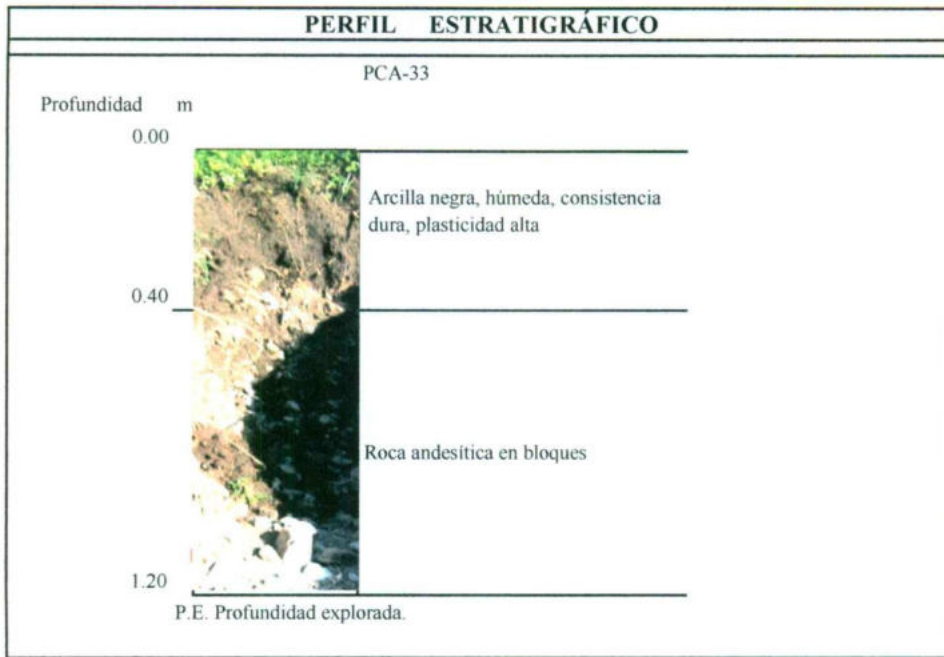 PERFIL ESTRATIGRÁFICO
PCA-33
Profundidad m
0.00
Arcilla negra, húmeda, consistencia
dura, plasticidad alta
0.40
Roca andesítica en bloques
1.20
P.E. Profundidad explorada.